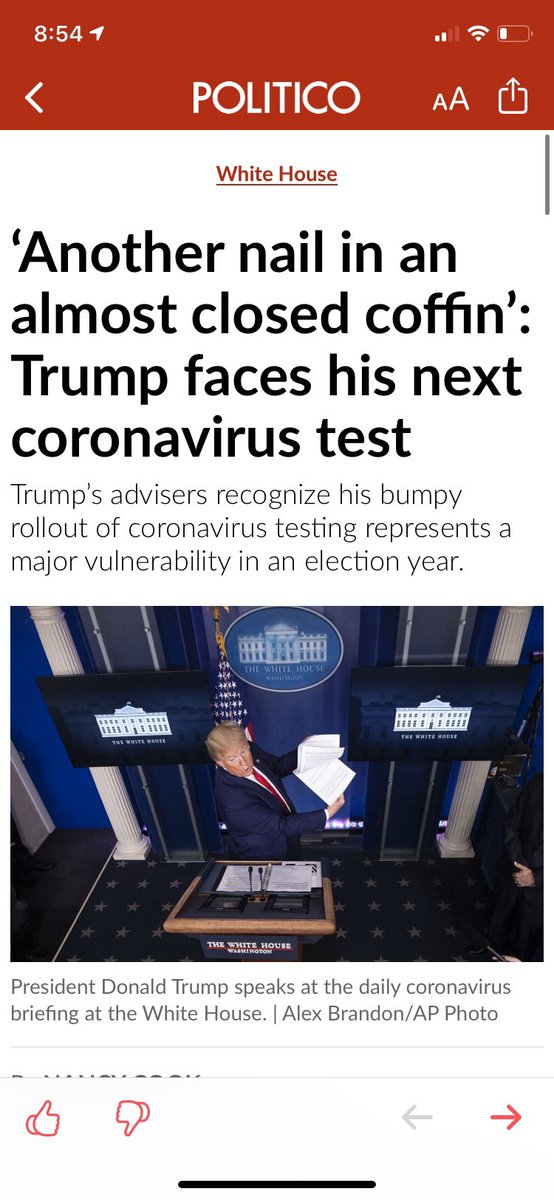 8:54
POLITICO
AA
White House
‘Another nail in an
almost closed coffin’:
Trump faces his next
coronavirus test
Trump’s advisers recognize his bumpy
rollout of coronavirus testing represents a
major vulnerability in an election year.
THE WHITE HOUSE
WASHINGTON
THE WHITE HOUSE
THE WHITE HOUSE
THE WHITE HOUSE
WASHINGTON
President Donald Trump speaks at the daily coronavirus
briefing at the White House. | Alex Brandon/AP Photo
By NANCY COOK